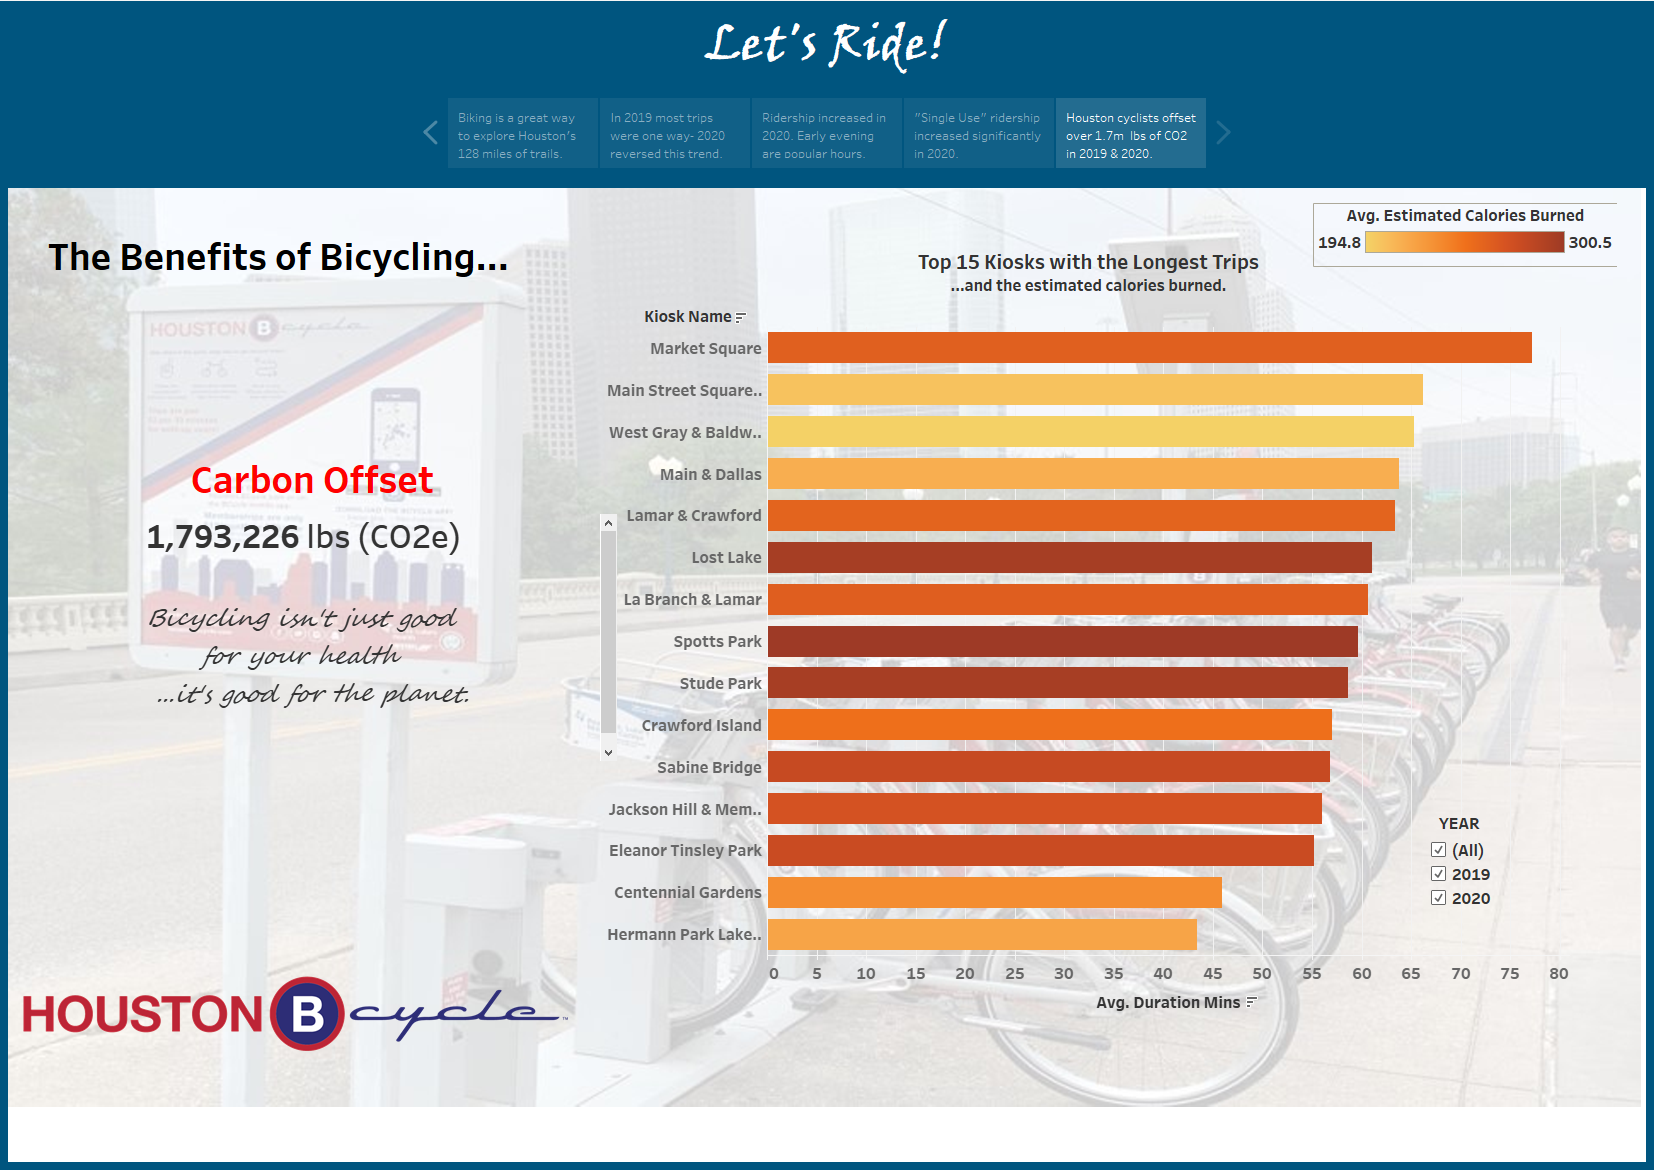 Let's Ride!
Biking is a great way
to explore Houston's
128 miles of trails.
In 2019 most trips
were one way- 2020
reversed this trend.
Ridership increased in
2020. Early evening
are popular hours.
"Single Use" ridership
increased significantly
in 2020.
Houston cyclists offset
over 1.7m lbs of CO2
in 2019 & 2020.
The Benefits of Bicycling...
Avg. Estimated Calories Burned
194.8 300.5
Top 15 Kiosks with the Longest Trips
...and the estimated calories burned.
Kiosk Name
Market Square
Main Street Square..
West Gray & Baldw..
Main & Dallas
Lamar & Crawford
Lost Lake
La Branch & Lamar
Spotts Park
Stude Park
Crawford Island
Sabine Bridge
Jackson Hill & Mem..
Eleanor Tinsley Park
Centennial Gardens
Hermann Park Lake..
0 5 10 15 20 25 30 35 40 45 50 55 60 65 70 75 80
Avg. Duration Mins
YEAR
(All)
2019
2020
HOUSTON B cycle
Carbon Offset
1,793,226 lbs (CO2e)
Bicycling isn't just good
for your health
...it's good for the planet.
HOUSTON B cycle™